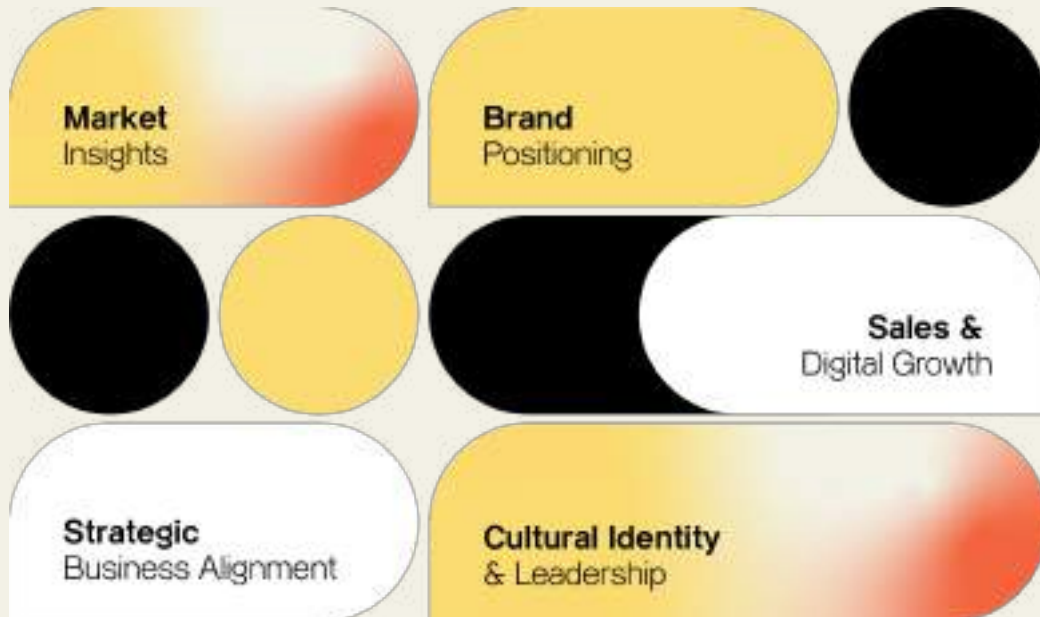 Market
Insights
Brand
Positioning
Sales &
Digital Growth
Strategic
Business Alignment
Cultural Identity
& Leadership